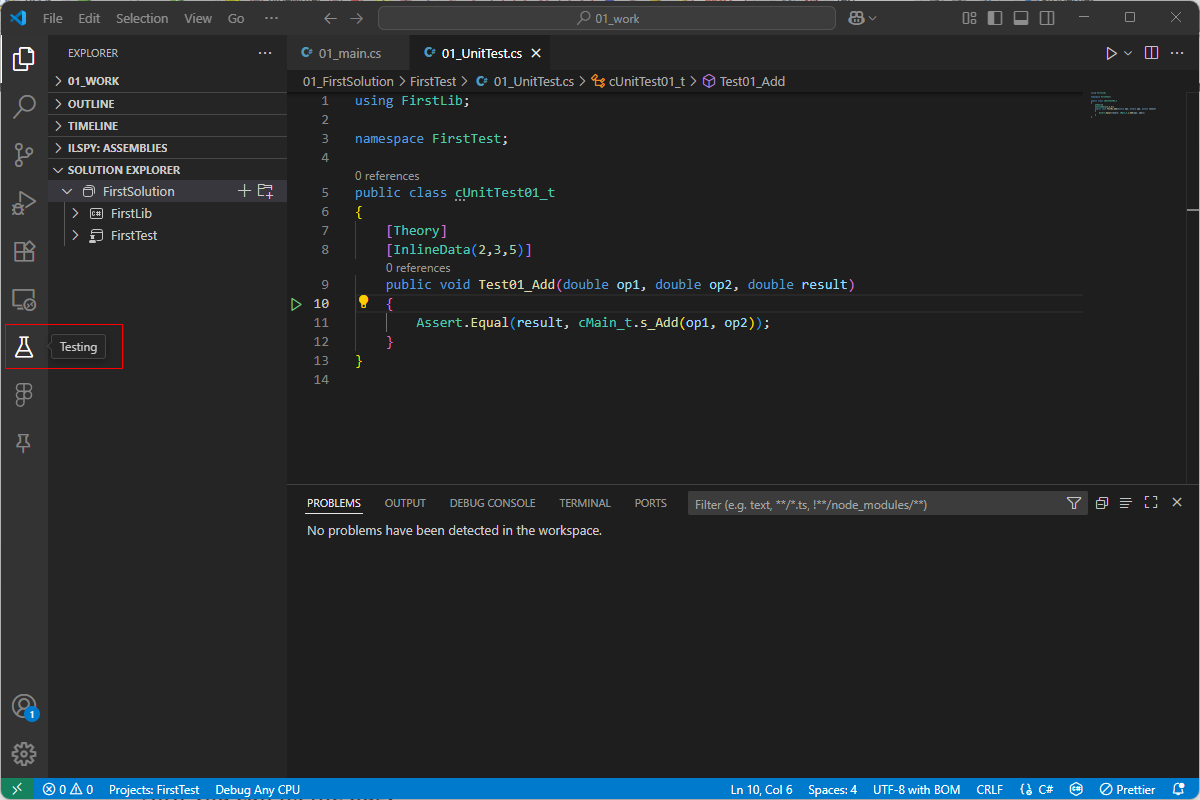 File Edit Selection View Go ··· 01_work
EXPLORER ···
01_WORK
OUTLINE
TIMELINE
ILSPY: ASSEMBLIES
SOLUTION EXPLORER
FirstSolution
C# FirstLib
FirstTest
Testing
1
C# 01_main.cs C# 01_UnitTest.cs
01_FirstSolution > FirstTest > C# 01_UnitTest.cs > cUnitTest01_t > Test01_Add
1 using FirstLib;
2
3 namespace FirstTest;
4
0 references
5 public class cUnitTest01_t
6 {
7 [Theory]
8 [InlineData(2,3,5)]
0 references
9 public void Test01_Add(double op1, double op2, double result)
10 {
11 Assert.Equal(result, cMain_t.s_Add(op1, op2));
12 }
13 }
14
PROBLEMS OUTPUT DEBUG CONSOLE TERMINAL PORTS Filter (e.g. text, **/*.ts, !**/node_modules/**)
No problems have been detected in the workspace.
0 0 Projects: FirstTest Debug Any CPU Ln 10, Col 6 Spaces: 4 UTF-8 with BOM CRLF C# Prettier